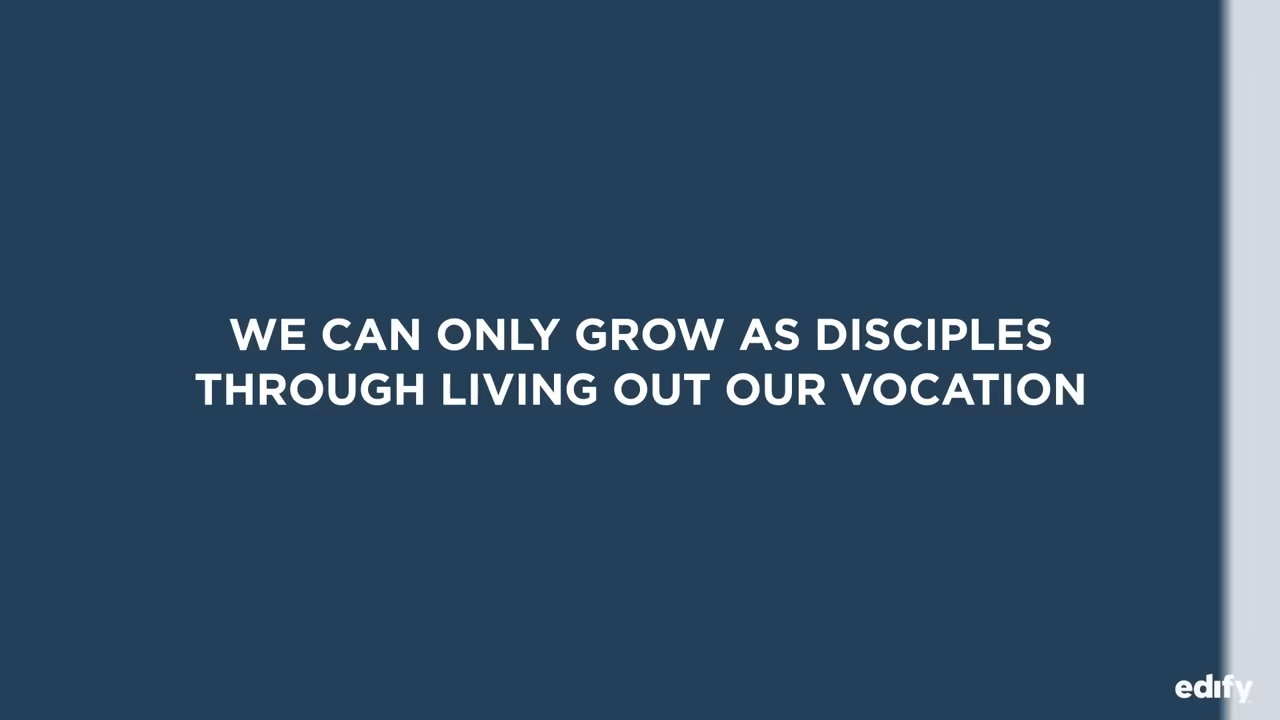 WE CAN ONLY GROW AS DISCIPLES
THROUGH LIVING OUT OUR VOCATION
edify